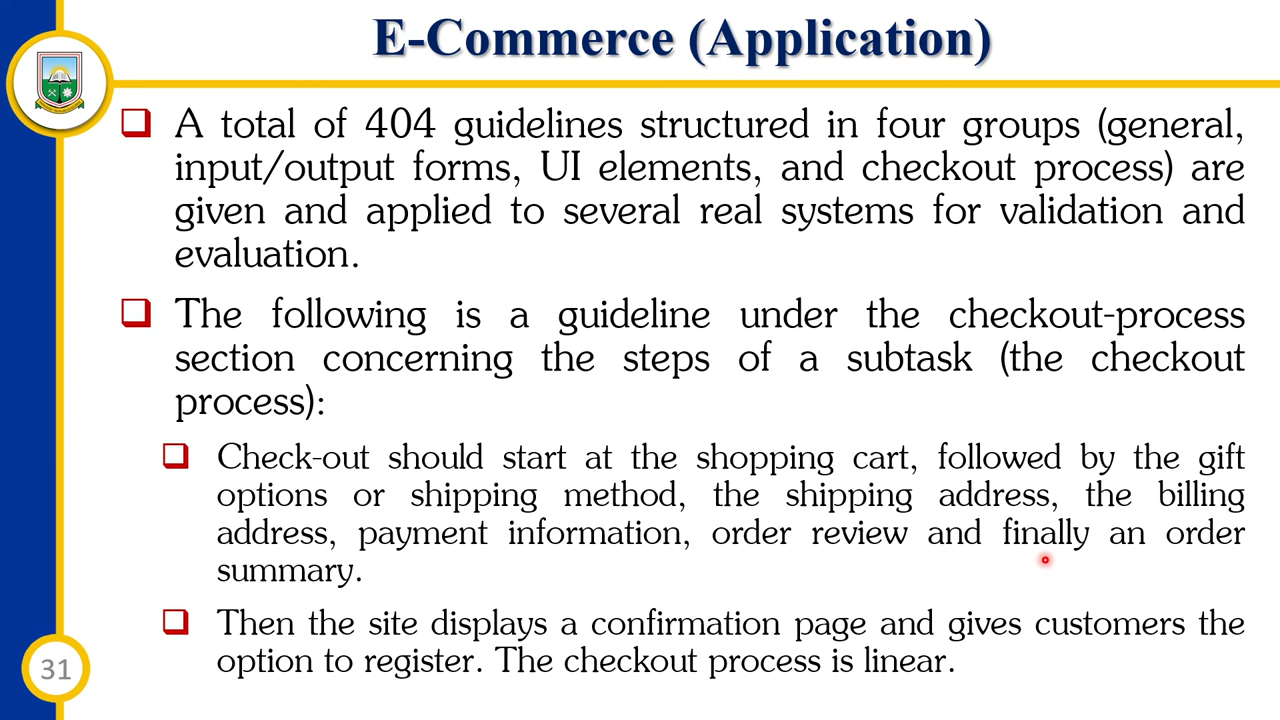 E-Commerce (Application)
A total of 404 guidelines structured in four groups (general,
input/output forms, UI elements, and checkout process) are
given and applied to several real systems for validation and
evaluation.
The following is a guideline under the checkout-process
section concerning the steps of a subtask (the checkout
process):
Check-out should start at the shopping cart, followed by the gift
options or shipping method, the shipping address, the billing
address, payment information, order review and finally an order
summary.
Then the site displays a confirmation page and gives customers the
option to register. The checkout process is linear.
31